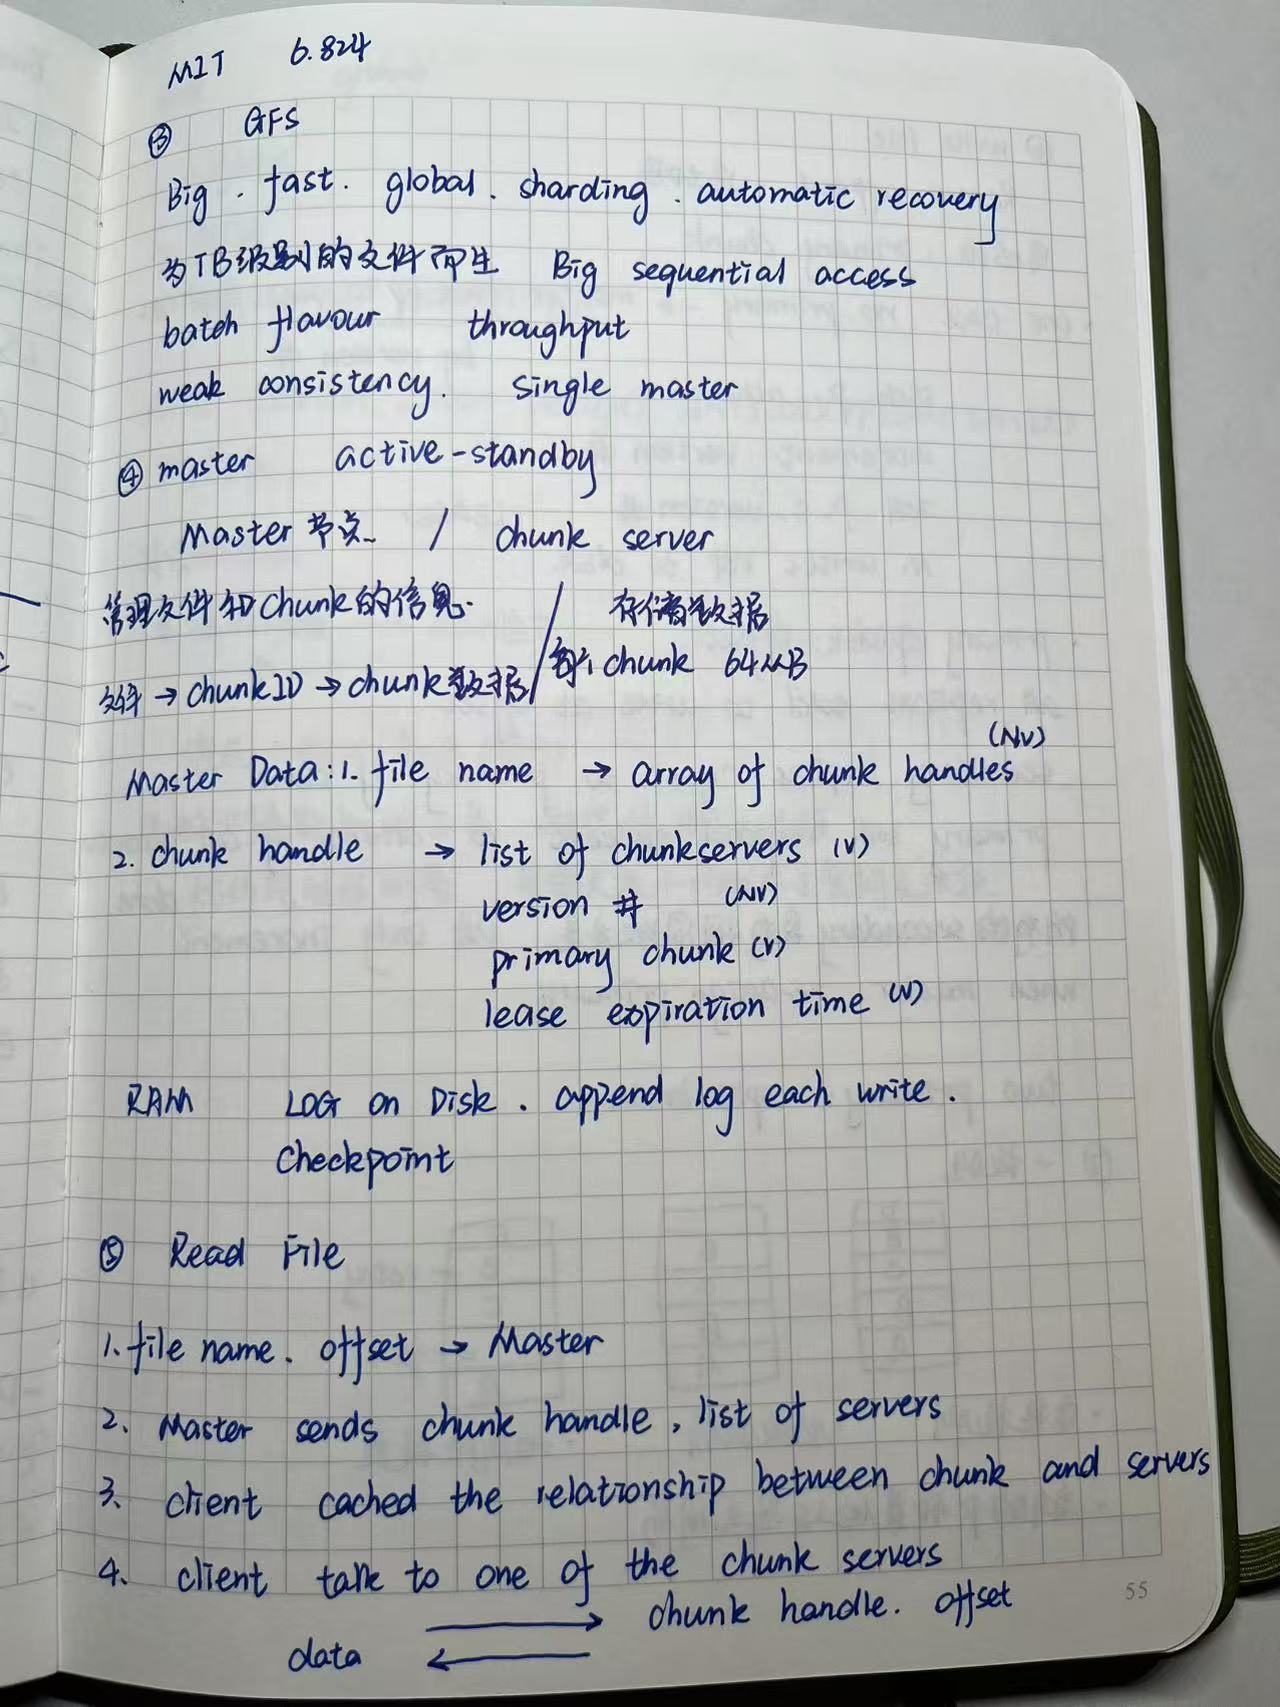 MIT 6.824
③ GFS
Big . fast . global . sharding . automatic recovery
为TB级别的文件而生 Big sequential access
batch flavour throughput
weak consistency. single master
④ master active-standby
Master 节点 / chunk server
管理文件和chunk的信息. / 存储数据
文件 → chunk ID → chunk数据 / 每个 chunk 64MB
(NV)
Master Data: 1. file name → array of chunk handles
2. chunk handle → list of chunkservers (V)
version # (NV)
primary chunk (V)
lease expiration time (V)
RAM LOG on Disk . append log each write .
Checkpoint
⑤ Read File
1. file name . offset → Master
2. Master sends chunk handle , list of servers
3. client cached the relationship between chunk and servers
4. client talk to one of the chunk servers
→ chunk handle . offset
data ←
55